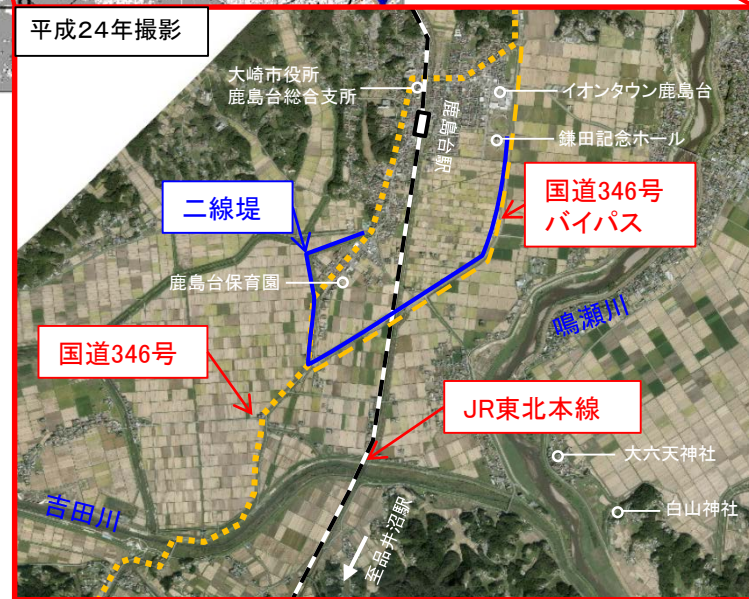 平成24年撮影
大崎市役所
鹿島台総合支所
鹿島台駅
イオンタウン鹿島台
鎌田記念ホール
国道346号
バイパス
二線堤
鹿島台保育園
鳴瀬川
国道346号
JR東北本線
大六天神社
白山神社
吉田川
至品井沼駅